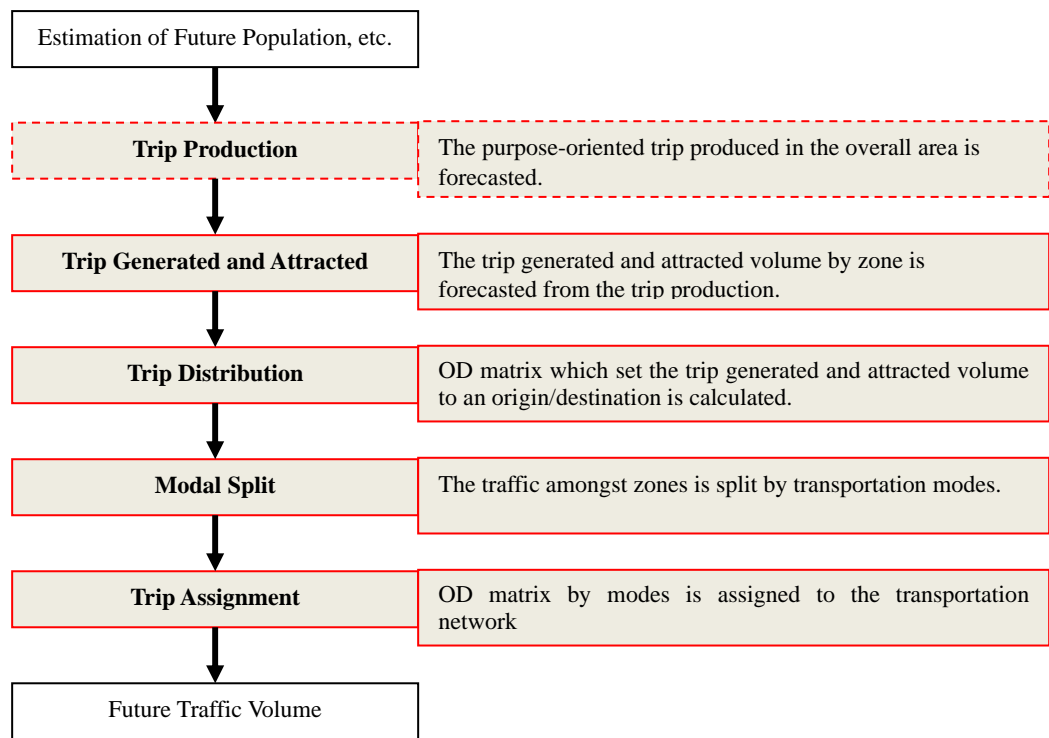 Estimation of Future Population, etc.
Trip Production
The purpose-oriented trip produced in the overall area is
forecasted.
Trip Generated and Attracted
The trip generated and attracted volume by zone is
forecasted from the trip production.
Trip Distribution
OD matrix which set the trip generated and attracted volume
to an origin/destination is calculated.
Modal Split
The traffic amongst zones is split by transportation modes.
Trip Assignment
OD matrix by modes is assigned to the transportation
network
Future Traffic Volume